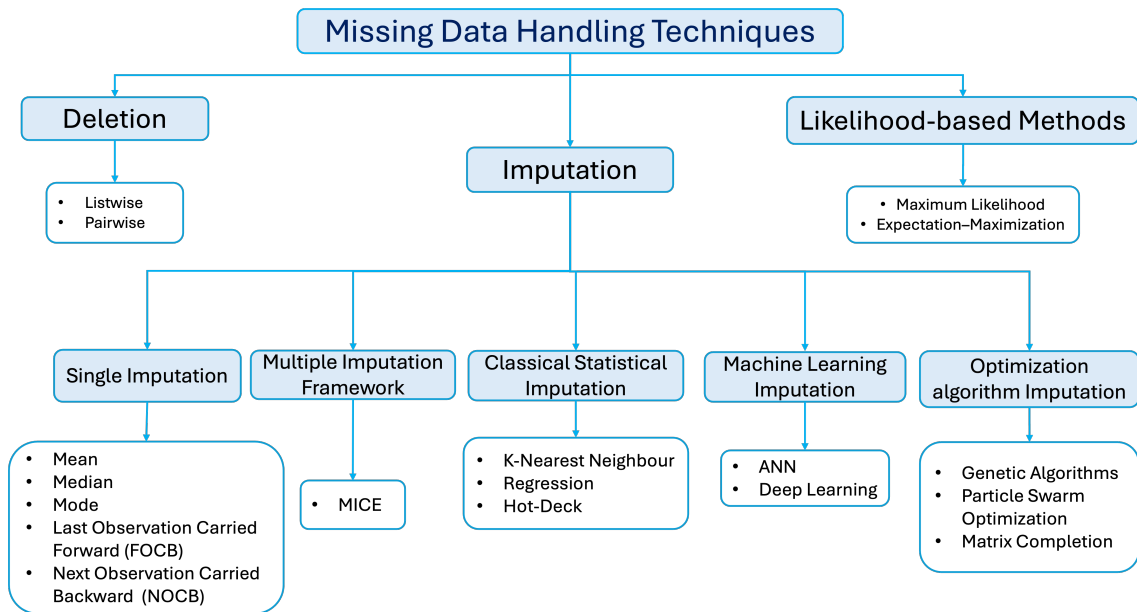 Missing Data Handling Techniques
Deletion
Likelihood-based Methods
Imputation
• Listwise
• Pairwise
• Maximum Likelihood
• Expectation–Maximization
Single Imputation
Multiple Imputation
Framework
Classical Statistical
Imputation
Machine Learning
Imputation
Optimization
algorithm Imputation
• Mean
• Median
• Mode
• Last Observation Carried
Forward (FOCB)
• Next Observation Carried
Backward (NOCB)
• MICE
• K-Nearest Neighbour
• Regression
• Hot-Deck
• ANN
• Deep Learning
• Genetic Algorithms
• Particle Swarm
Optimization
• Matrix Completion